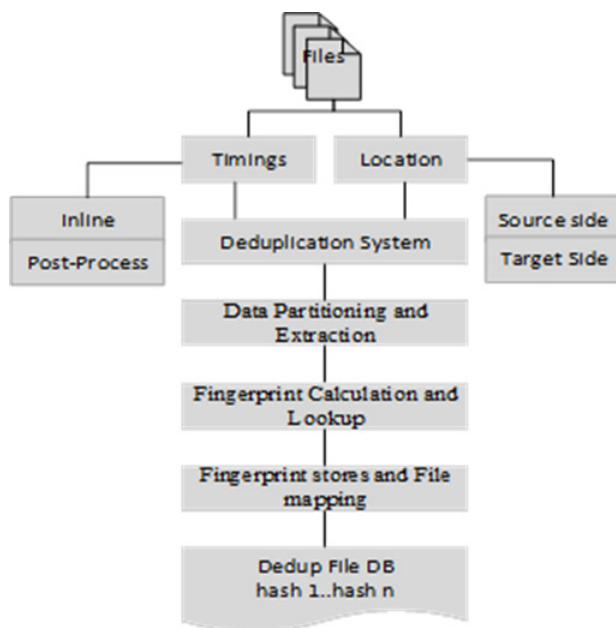 Files
Timings
Location
Inline
Post-Process
Source side
Target Side
Deduplication System
Data Partitioning and
Extraction
Fingerprint Calculation and
Lookup
Fingerprint stores and File
mapping
Dedup File DB
hash 1..hash n